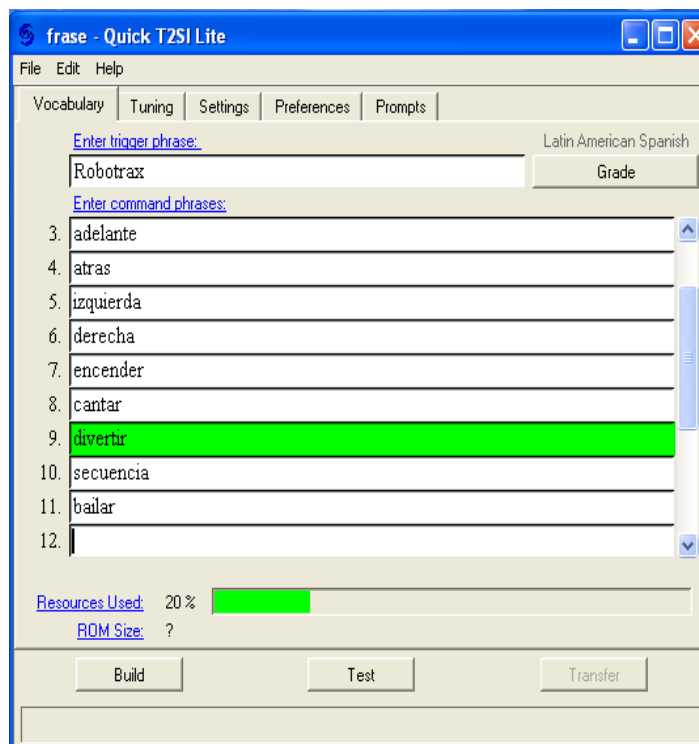 frase - Quick T2SI Lite
File Edit Help
Vocabulary Tuning Settings Preferences Prompts
Enter trigger phrase: Latin American Spanish
Robotrax Grade
Enter command phrases:
3. adelante
4. atras
5. izquierda
6. derecha
7. encender
8. cantar
9. divertir
10. secuencia
11. bailar
12.
Resources Used: 20 %
ROM Size: ?
Build Test Transfer